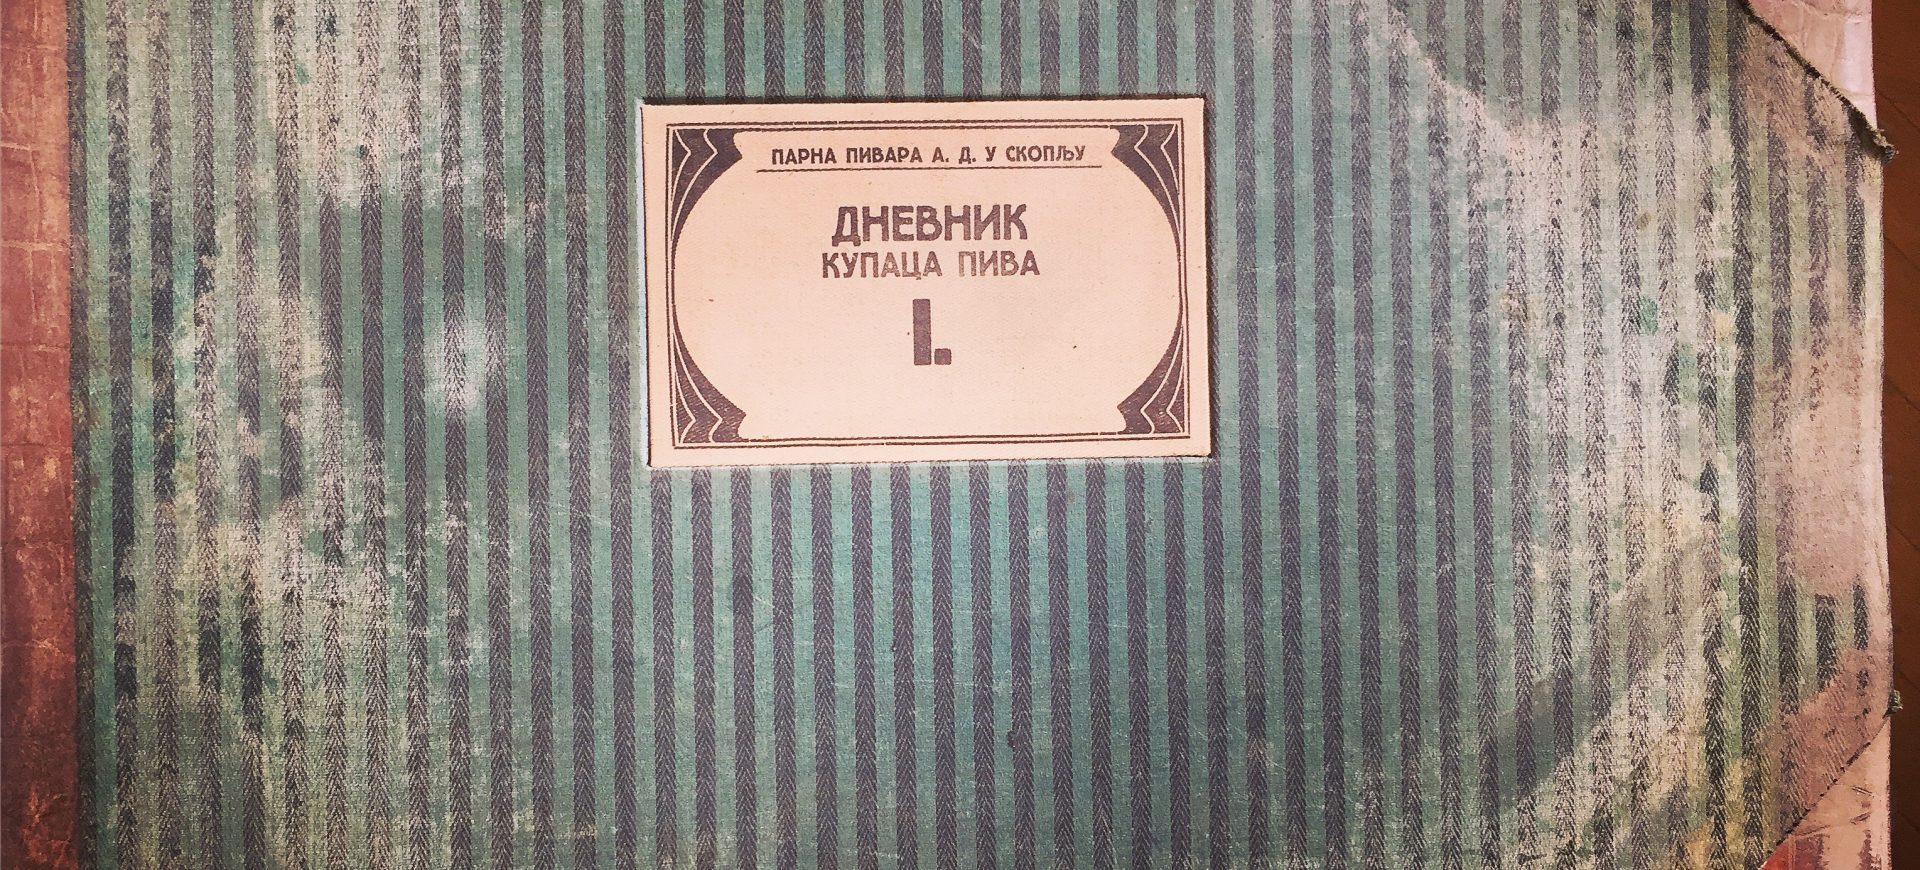 ПАРНА ПИВАРА А. Д. У СКОПЉУ
ДНЕВНИК
КУПАЦА ПИВА
I.